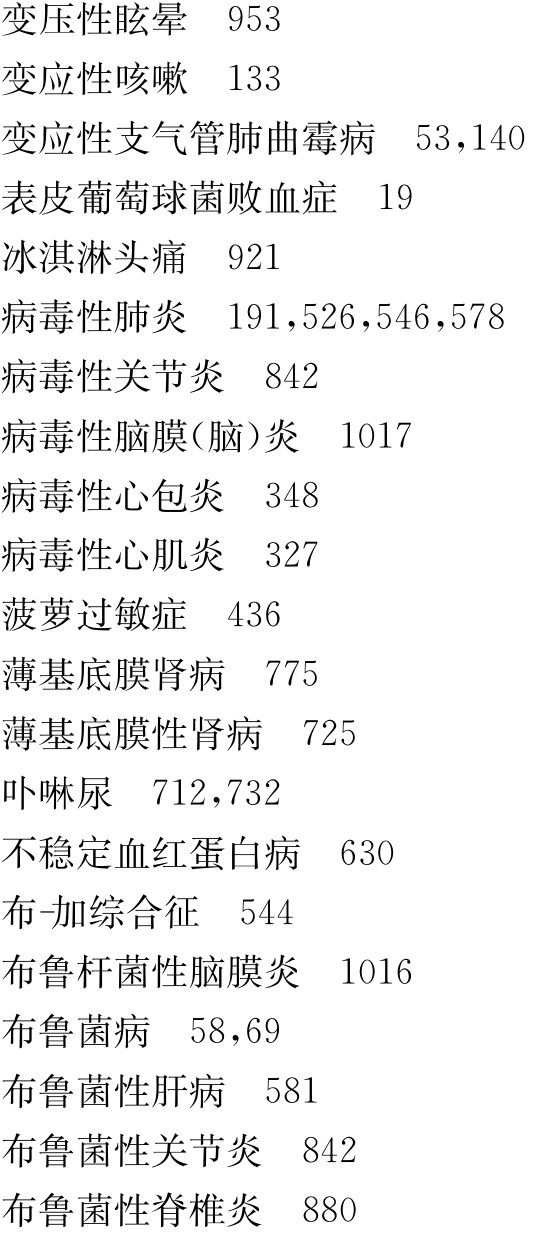 变压性眩晕 953
变应性咳嗽 133
变应性支气管肺曲霉病 53,140
表皮葡萄球菌败血症 19
冰淇淋头痛 921
病毒性肺炎 191,526,546,578
病毒性关节炎 842
病毒性脑膜(脑)炎 1017
病毒性心包炎 348
病毒性心肌炎 327
菠萝过敏症 436
薄基底膜肾病 775
薄基底膜性肾病 725
卟啉尿 712,732
不稳定血红蛋白病 630
布-加综合征 544
布鲁杆菌性脑膜炎 1016
布鲁菌病 58,69
布鲁菌性肝病 581
布鲁菌性关节炎 842
布鲁菌性脊椎炎 880